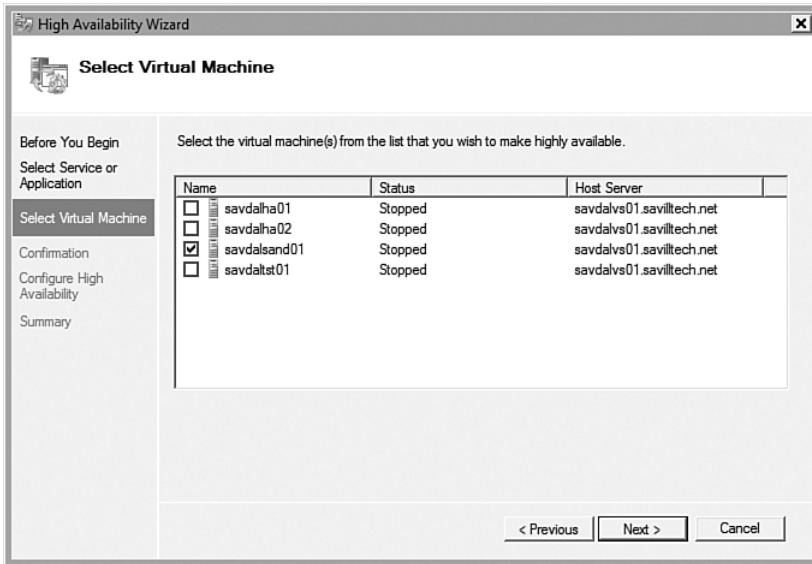 High Availability Wizard
Select Virtual Machine
Before You Begin
Select Service or
Application
Select Virtual Machine
Confirmation
Configure High
Availability
Summary
Select the virtual machine(s) from the list that you wish to make highly available.
Name Status Host Server
savdalha01 Stopped savdalvs01.savilltech.net
savdalha02 Stopped savdalvs01.savilltech.net
savdalsand01 Stopped savdalvs01.savilltech.net
savdaltst01 Stopped savdalvs01.savilltech.net
< Previous Next > Cancel